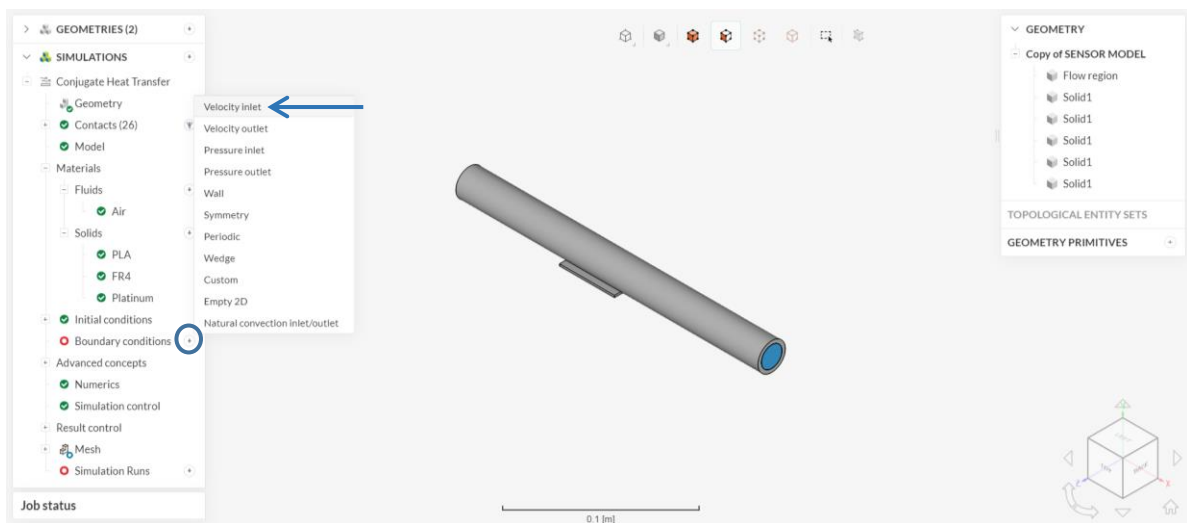 GEOMETRIES (2)
SIMULATIONS
Conjugate Heat Transfer
Geometry
Contacts (26)
Model
Materials
Fluids
Air
Solids
PLA
FR4
Platinum
Initial conditions
Boundary conditions
Advanced concepts
Numerics
Simulation control
Result control
Mesh
Simulation Runs
Job status
Velocity inlet
Velocity outlet
Pressure inlet
Pressure outlet
Wall
Symmetry
Periodic
Wedge
Custom
Empty 2D
Natural convection inlet/outlet
0.1 [m]
GEOMETRY
Copy of SENSOR MODEL
Flow region
Solid1
Solid1
Solid1
Solid1
Solid1
TOPOLOGICAL ENTITY SETS
GEOMETRY PRIMITIVES
Z
X